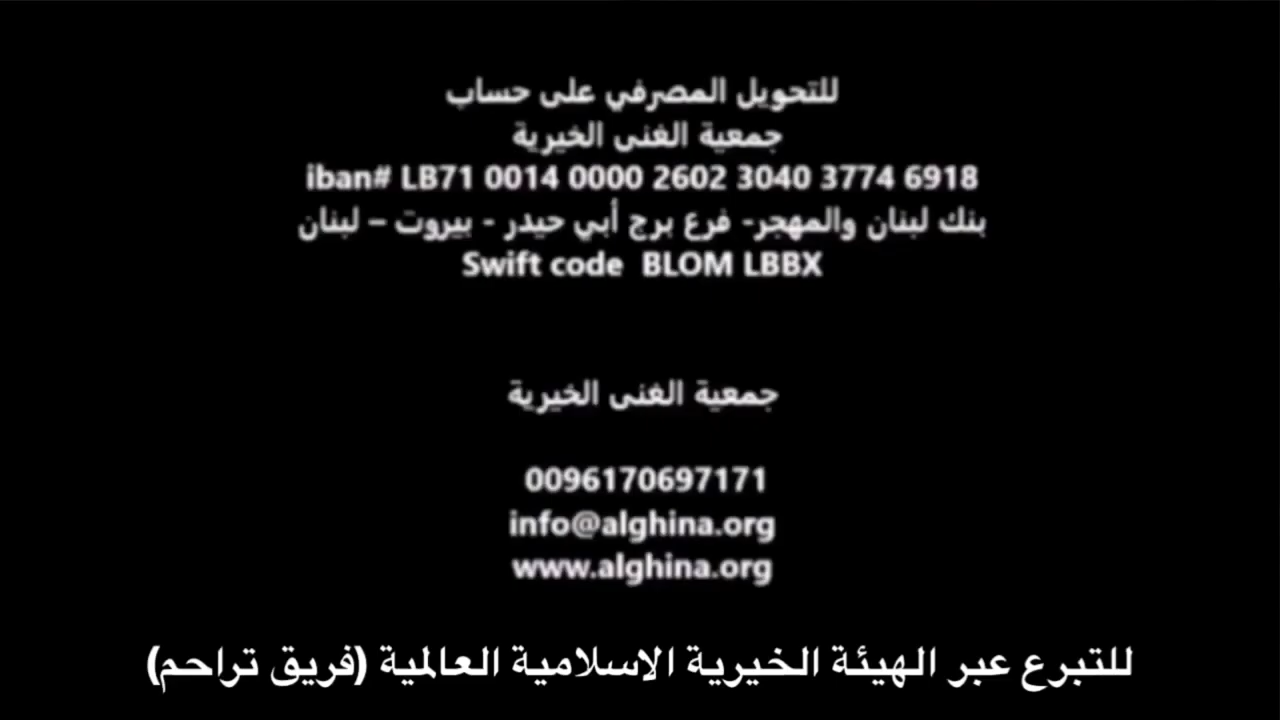 للتحويل المصرفي على حساب
جمعية الغنى الخيرية
iban# LB71 0014 0000 2602 3040 3774 6918
بنك لبنان والمهجر- فرع برج أبي حيدر - بيروت – لبنان
Swift code BLOM LBBX
جمعية الغنى الخيرية
0096170697171
info@alghina.org
www.alghina.org
للتبرع عبر الهيئة الخيرية الاسلامية العالمية (فريق تراحم)